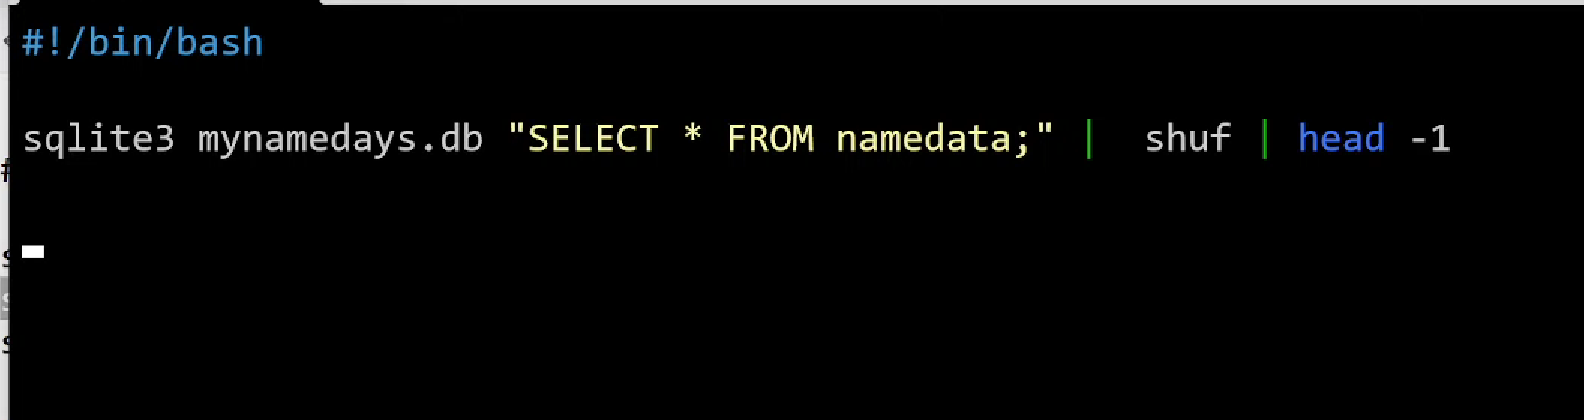 #!/bin/bash
sqlite3 mynamedays.db "SELECT * FROM namedata;" |  shuf | head -1